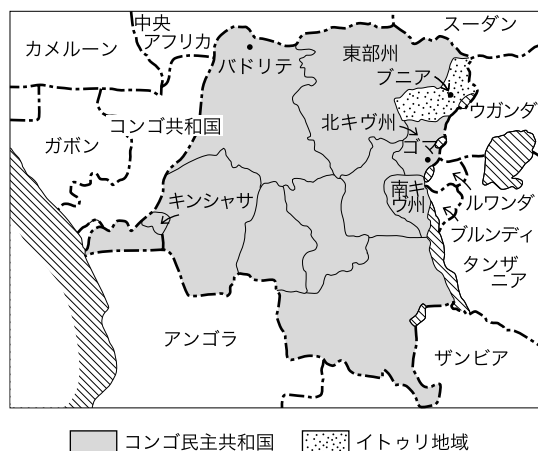 中央
アフリカ
スーダン
カメルーン
東部州
バドリテ
ブニア
ウガンダ
北キヴ州
コンゴ共和国
ガボン
ゴマ
キンシャサ
南キ
ヴ州
ルワンダ
ブルンディ
タンザ
ニア
アンゴラ
ザンビア
コンゴ民主共和国
イトゥリ地域